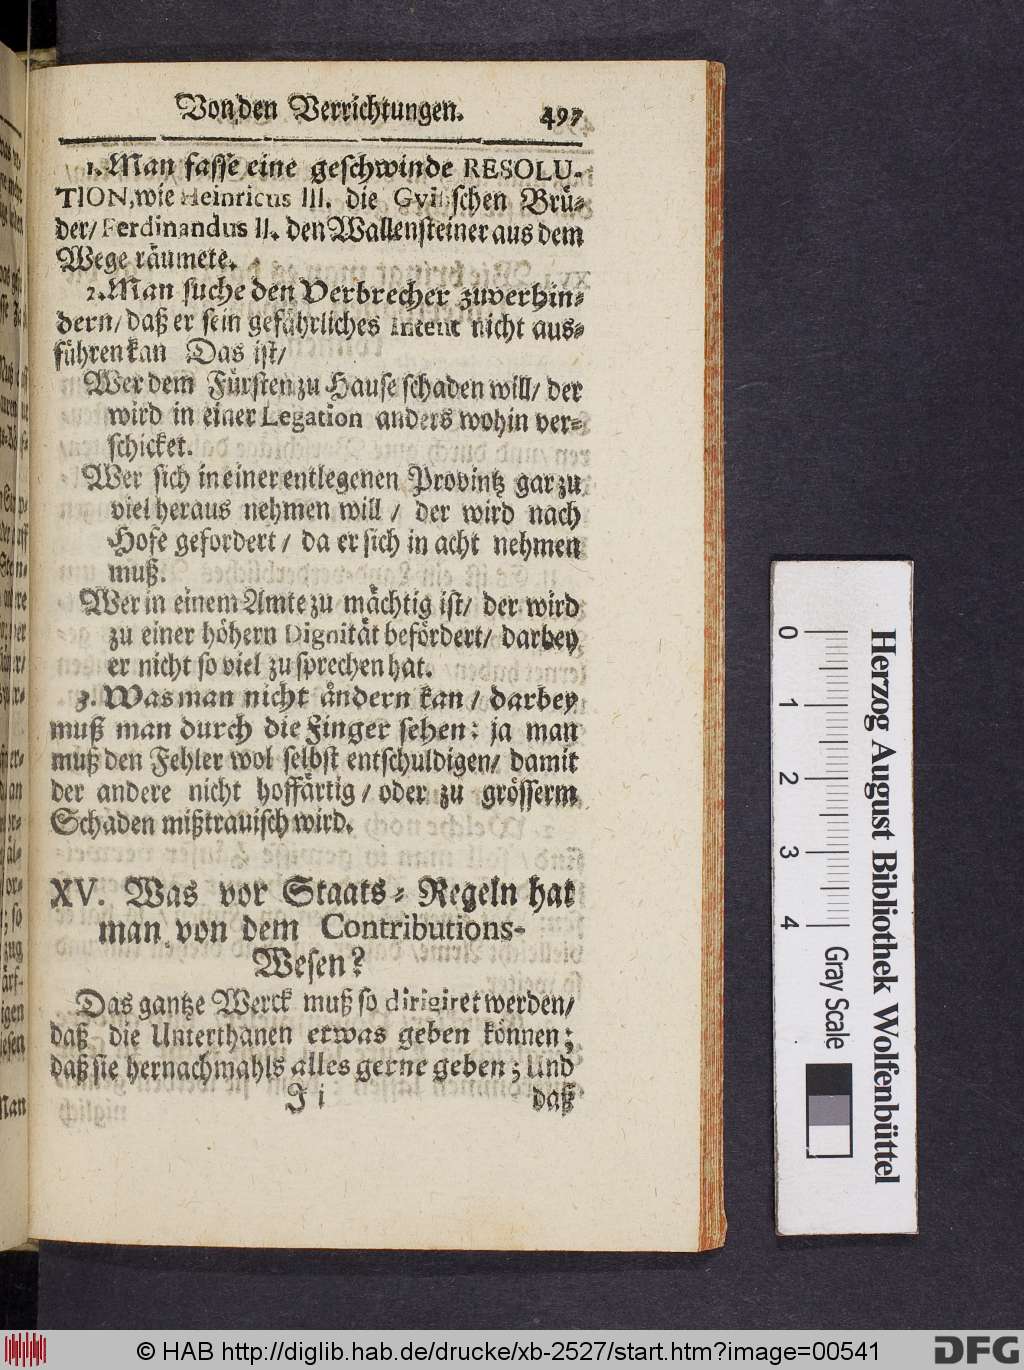 Von den Verrichtungen. 497
1. Man fasse eine geschwinde RESOLU-
TION, wie Heinricus III. die Gvisischen Brü-
der/ Ferdinandus II. den Wallensteiner aus dem
Wege räumete.
2. Man suche den Verbrecher zuverhin-
dern/ daß er sein gefährliches Intent nicht aus-
führen kan Das ist/
Wer dem Fürsten zu Hause schaden will/ der
wird in einer Legation anders wohin ver-
schicket.
Wer sich in einer entlegenen Provintz gar zu
viel heraus nehmen will / der wird nach
Hofe gefordert / da er sich in acht nehmen
muß.
Wer in einem Amte zu mächtig ist/ der wird
zu einer höhern Dignität befördert/ darbey
er nicht so viel zu sprechen hat.
3. Was man nicht ändern kan / darbey
muß man durch die Finger sehen: ja man
muß den Fehler wol selbst entschuldigen/ damit
der andere nicht hoffärtig / oder zu grösserm
Schaden mißtrauisch wird.
XV. Was vor Staats-Regeln hat
man von dem Contributions-
Wesen?
Das gantze Werck muß so dirigiret werden/
daß die Unterthanen etwas geben können;
daß sie hernachmahls alles gerne geben; Und
Ii daß
0 1 2 3 4
Gray Scale
Herzog August Bibliothek Wolfenbüttel
© HAB http://diglib.hab.de/drucke/xb-2527/start.htm?image=00541
DFG